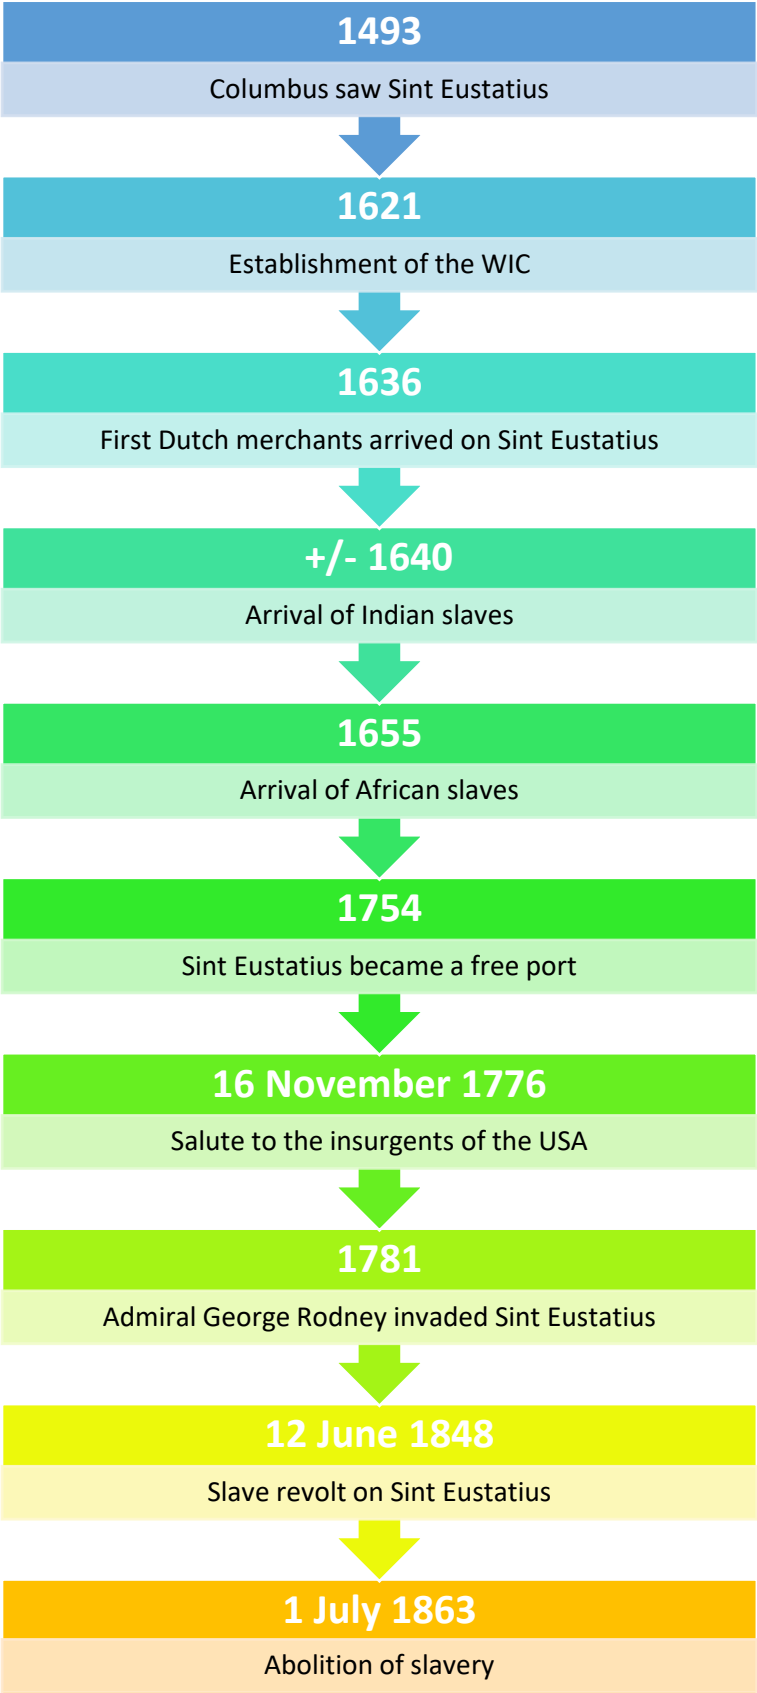 1493
Columbus saw Sint Eustatius
1621
Establishment of the WIC
1636
First Dutch merchants arrived on Sint Eustatius
+/- 1640
Arrival of Indian slaves
1655
Arrival of African slaves
1754
Sint Eustatius became a free port
16 November 1776
Salute to the insurgents of the USA
1781
Admiral George Rodney invaded Sint Eustatius
12 June 1848
Slave revolt on Sint Eustatius
1 July 1863
Abolition of slavery